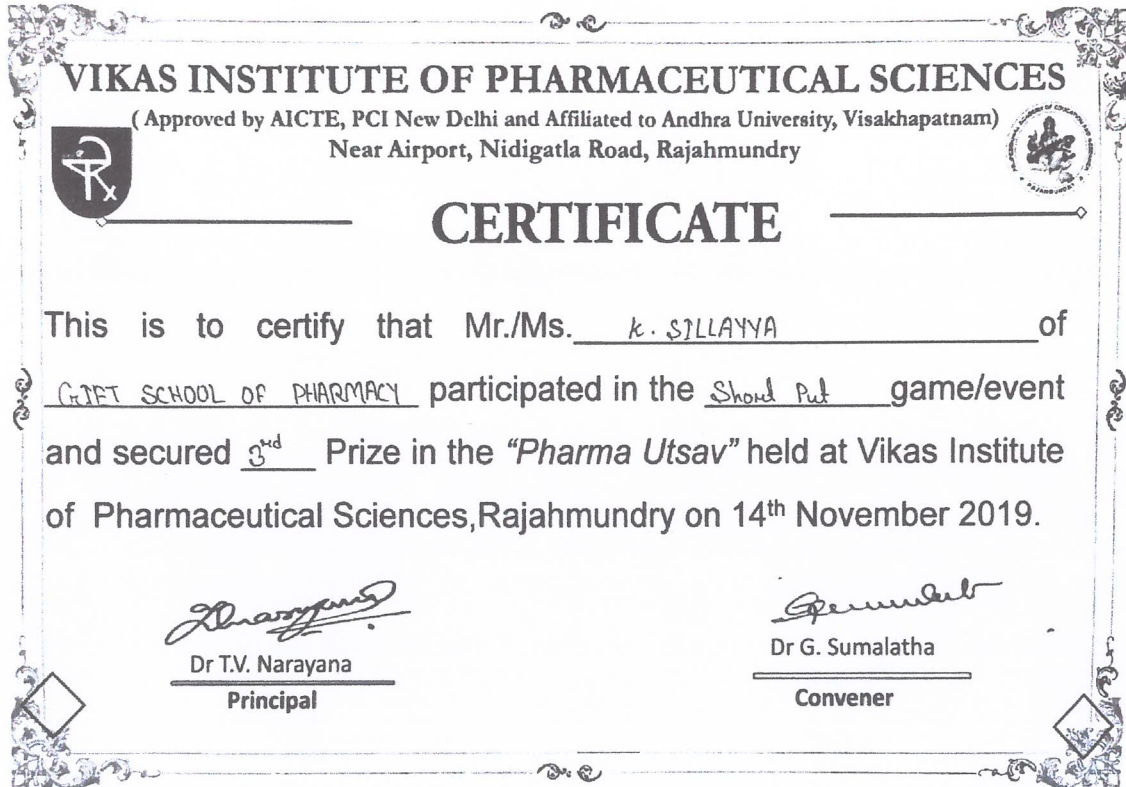 VIKAS INSTITUTE OF PHARMACEUTICAL SCIENCES
( Approved by AICTE, PCI New Delhi and Affiliated to Andhra University, Visakhapatnam)
Near Airport, Nidigatla Road, Rajahmundry
CERTIFICATE
This is to certify that Mr./Ms. K. SILLAYYA of
GIET SCHOOL OF PHARMACY participated in the Short Put game/event
and secured 3rd Prize in the "Pharma Utsav" held at Vikas Institute
of Pharmaceutical Sciences,Rajahmundry on 14th November 2019.
Dr T.V. Narayana
Principal
Dr G. Sumalatha
Convener